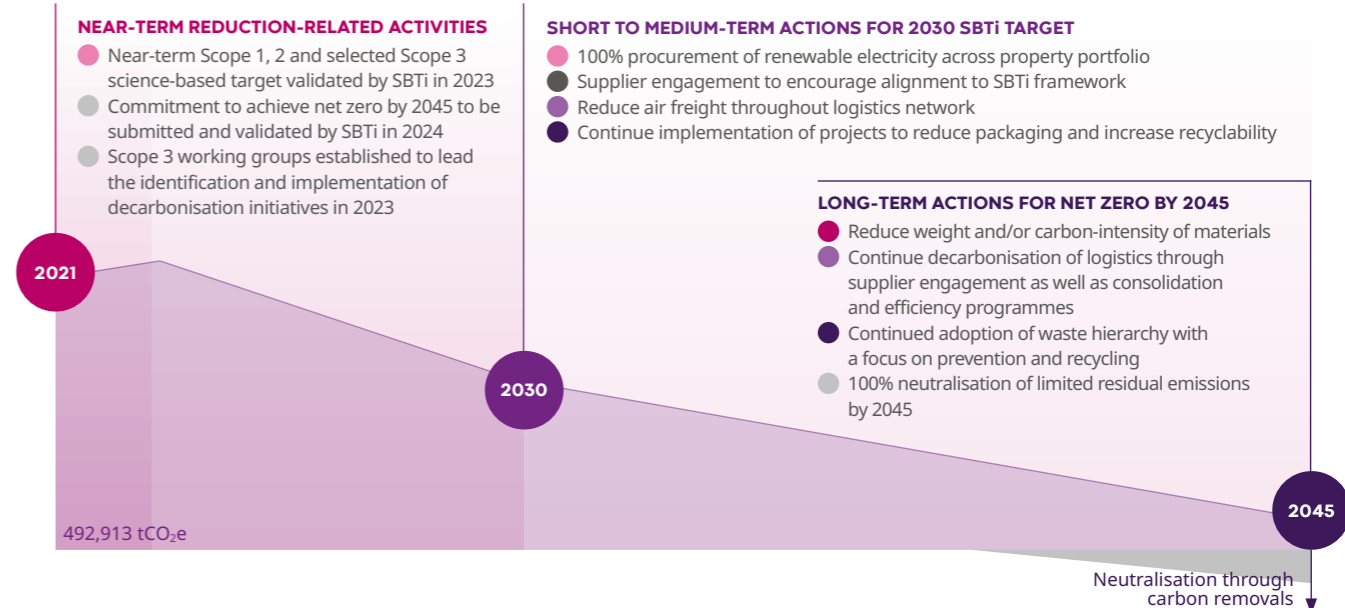 NEAR-TERM REDUCTION-RELATED ACTIVITIES
Near-term Scope 1, 2 and selected Scope 3
science-based target validated by SBTi in 2023
Commitment to achieve net zero by 2045 to be
submitted and validated by SBTi in 2024
Scope 3 working groups established to lead
the identification and implementation of
decarbonisation initiatives in 2023
SHORT TO MEDIUM-TERM ACTIONS FOR 2030 SBTi TARGET
100% procurement of renewable electricity across property portfolio
Supplier engagement to encourage alignment to SBTi framework
Reduce air freight throughout logistics network
Continue implementation of projects to reduce packaging and increase recyclability
LONG-TERM ACTIONS FOR NET ZERO BY 2045
Reduce weight and/or carbon-intensity of materials
Continue decarbonisation of logistics through
supplier engagement as well as consolidation
and efficiency programmes
Continued adoption of waste hierarchy with
a focus on prevention and recycling
100% neutralisation of limited residual emissions
by 2045
2021
2030
2045
492,913 tCO₂e
Neutralisation through
carbon removals